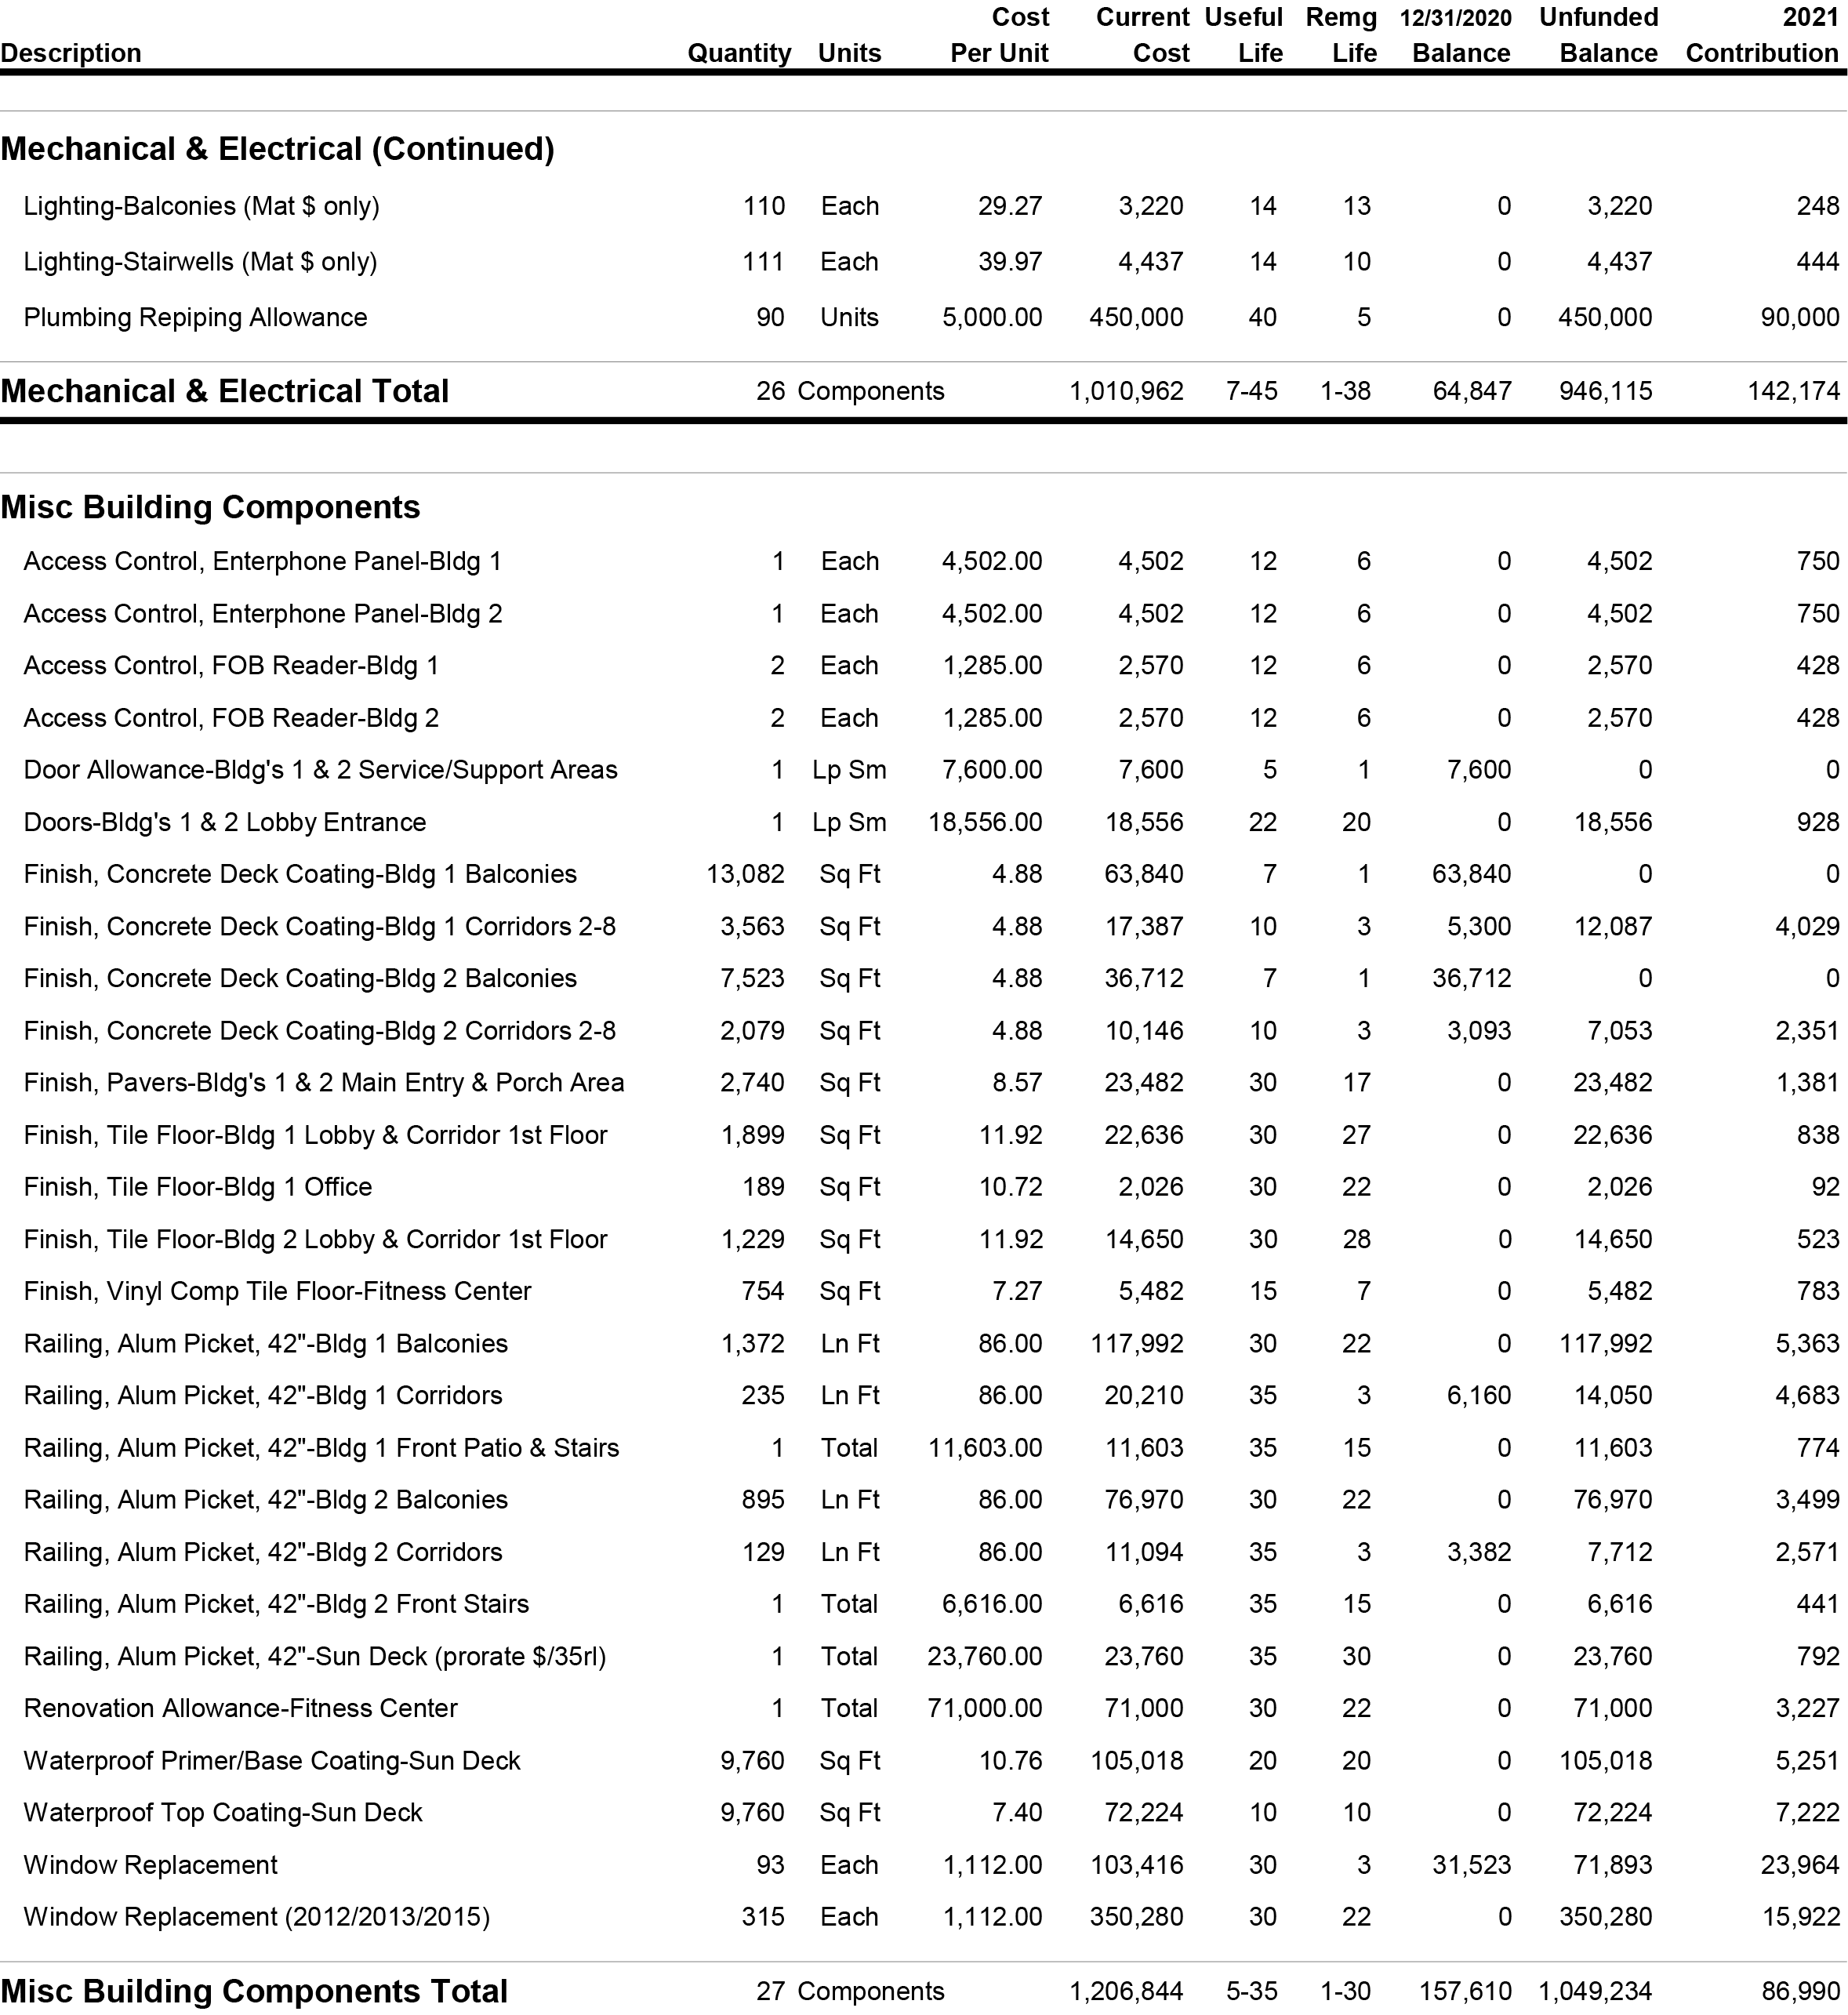 Cost Current Useful Remg 12/31/2020 Unfunded 2021
Description Quantity Units Per Unit Cost Life Life Balance Balance Contribution
Mechanical & Electrical (Continued)
Lighting-Balconies (Mat $ only) 110 Each 29.27 3,220 14 13 0 3,220 248
Lighting-Stairwells (Mat $ only) 111 Each 39.97 4,437 14 10 0 4,437 444
Plumbing Repiping Allowance 90 Units 5,000.00 450,000 40 5 0 450,000 90,000
Mechanical & Electrical Total 26 Components 1,010,962 7-45 1-38 64,847 946,115 142,174
Misc Building Components
Access Control, Enterphone Panel-Bldg 1 1 Each 4,502.00 4,502 12 6 0 4,502 750
Access Control, Enterphone Panel-Bldg 2 1 Each 4,502.00 4,502 12 6 0 4,502 750
Access Control, FOB Reader-Bldg 1 2 Each 1,285.00 2,570 12 6 0 2,570 428
Access Control, FOB Reader-Bldg 2 2 Each 1,285.00 2,570 12 6 0 2,570 428
Door Allowance-Bldg's 1 & 2 Service/Support Areas 1 Lp Sm 7,600.00 7,600 5 1 7,600 0 0
Doors-Bldg's 1 & 2 Lobby Entrance 1 Lp Sm 18,556.00 18,556 22 20 0 18,556 928
Finish, Concrete Deck Coating-Bldg 1 Balconies 13,082 Sq Ft 4.88 63,840 7 1 63,840 0 0
Finish, Concrete Deck Coating-Bldg 1 Corridors 2-8 3,563 Sq Ft 4.88 17,387 10 3 5,300 12,087 4,029
Finish, Concrete Deck Coating-Bldg 2 Balconies 7,523 Sq Ft 4.88 36,712 7 1 36,712 0 0
Finish, Concrete Deck Coating-Bldg 2 Corridors 2-8 2,079 Sq Ft 4.88 10,146 10 3 3,093 7,053 2,351
Finish, Pavers-Bldg's 1 & 2 Main Entry & Porch Area 2,740 Sq Ft 8.57 23,482 30 17 0 23,482 1,381
Finish, Tile Floor-Bldg 1 Lobby & Corridor 1st Floor 1,899 Sq Ft 11.92 22,636 30 27 0 22,636 838
Finish, Tile Floor-Bldg 1 Office 189 Sq Ft 10.72 2,026 30 22 0 2,026 92
Finish, Tile Floor-Bldg 2 Lobby & Corridor 1st Floor 1,229 Sq Ft 11.92 14,650 30 28 0 14,650 523
Finish, Vinyl Comp Tile Floor-Fitness Center 754 Sq Ft 7.27 5,482 15 7 0 5,482 783
Railing, Alum Picket, 42"-Bldg 1 Balconies 1,372 Ln Ft 86.00 117,992 30 22 0 117,992 5,363
Railing, Alum Picket, 42"-Bldg 1 Corridors 235 Ln Ft 86.00 20,210 35 3 6,160 14,050 4,683
Railing, Alum Picket, 42"-Bldg 1 Front Patio & Stairs 1 Total 11,603.00 11,603 35 15 0 11,603 774
Railing, Alum Picket, 42"-Bldg 2 Balconies 895 Ln Ft 86.00 76,970 30 22 0 76,970 3,499
Railing, Alum Picket, 42"-Bldg 2 Corridors 129 Ln Ft 86.00 11,094 35 3 3,382 7,712 2,571
Railing, Alum Picket, 42"-Bldg 2 Front Stairs 1 Total 6,616.00 6,616 35 15 0 6,616 441
Railing, Alum Picket, 42"-Sun Deck (prorate $/35rl) 1 Total 23,760.00 23,760 35 30 0 23,760 792
Renovation Allowance-Fitness Center 1 Total 71,000.00 71,000 30 22 0 71,000 3,227
Waterproof Primer/Base Coating-Sun Deck 9,760 Sq Ft 10.76 105,018 20 20 0 105,018 5,251
Waterproof Top Coating-Sun Deck 9,760 Sq Ft 7.40 72,224 10 10 0 72,224 7,222
Window Replacement 93 Each 1,112.00 103,416 30 3 31,523 71,893 23,964
Window Replacement (2012/2013/2015) 315 Each 1,112.00 350,280 30 22 0 350,280 15,922
Misc Building Components Total 27 Components 1,206,844 5-35 1-30 157,610 1,049,234 86,990